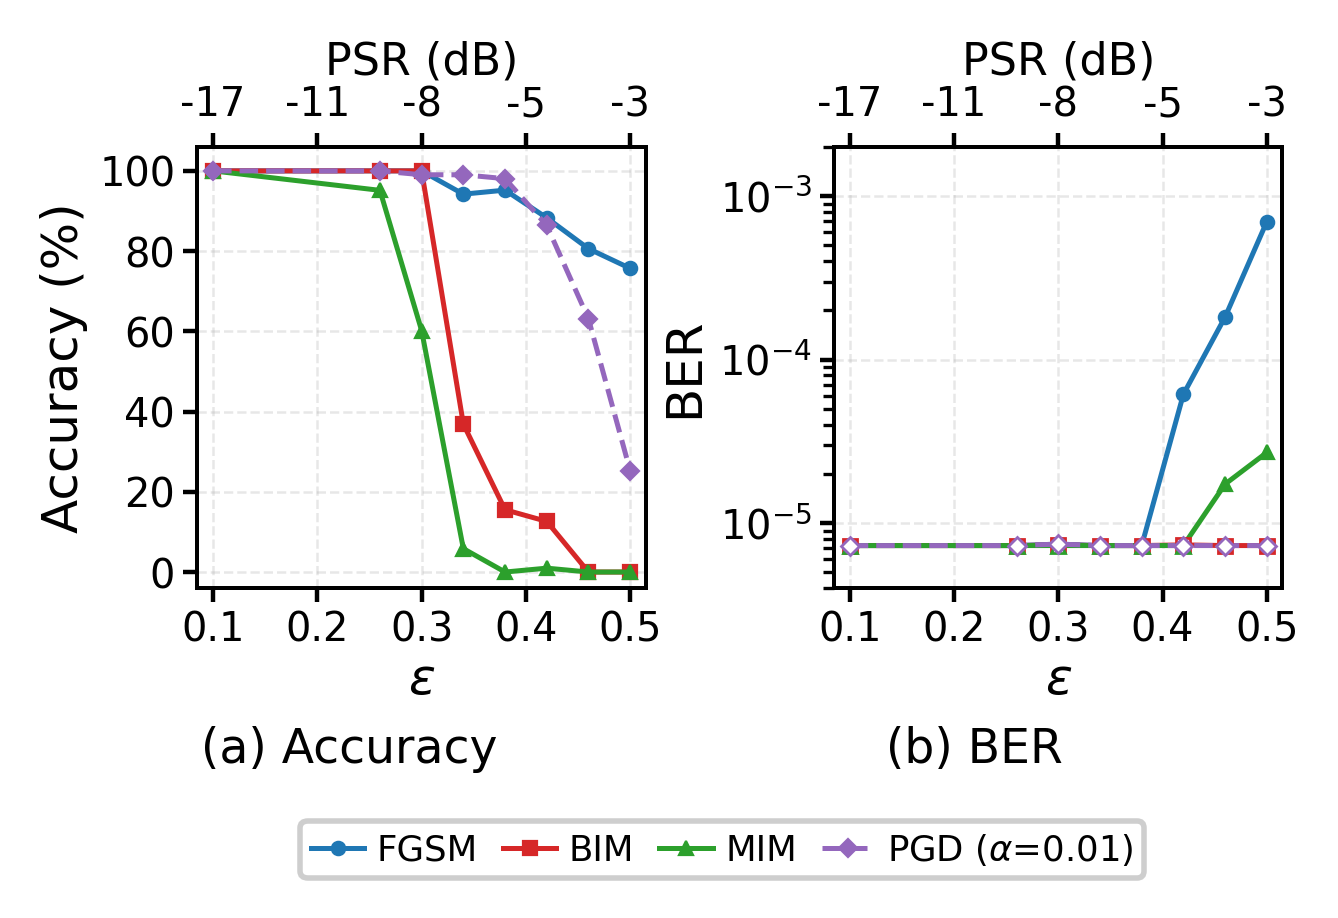 PSR (dB)
-17 -11 -8 -5 -3
100
80
60
40
20
0
Accuracy (%)
0.1 0.2 0.3 0.4 0.5
ε
(a) Accuracy
PSR (dB)
-17 -11 -8 -5 -3
10⁻³
10⁻⁴
10⁻⁵
BER
0.1 0.2 0.3 0.4 0.5
ε
(b) BER
FGSM BIM MIM PGD (α=0.01)